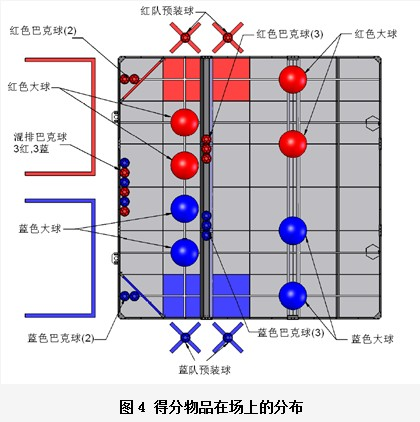 红队预装球
红色巴克球(2)
红色巴克球(3)
红色大球
红色大球
混排巴克球
3红,3蓝
蓝色大球
蓝色巴克球(2)
蓝色巴克球(3)
蓝色大球
蓝队预装球
图4 得分物品在场上的分布